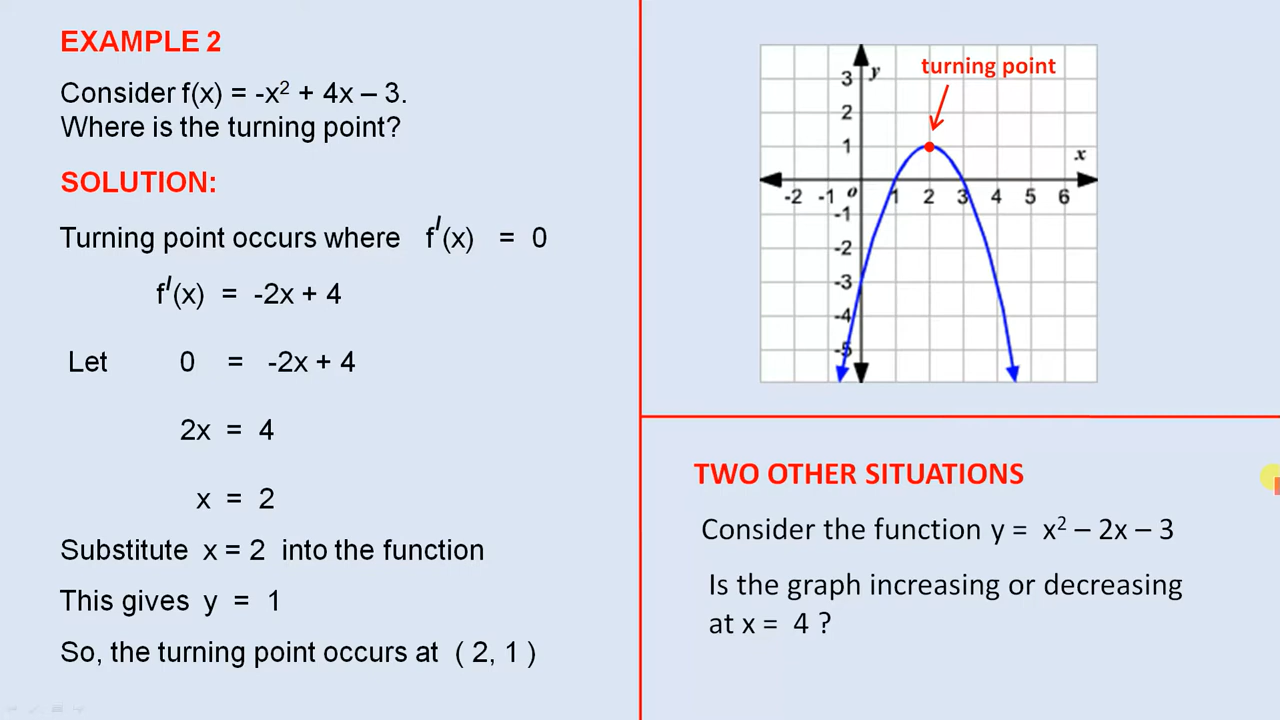 EXAMPLE 2
Consider f(x) = -x² + 4x – 3.
Where is the turning point?
SOLUTION:
Turning point occurs where f′(x) = 0
f′(x) = -2x + 4
Let 0 = -2x + 4
2x = 4
x = 2
Substitute x = 2 into the function
This gives y = 1
So, the turning point occurs at ( 2, 1 )
turning point
y
3
2
1
x
-2 -1 o 1 2 3 4 5 6
-1
-2
-3
-4
-5
TWO OTHER SITUATIONS
Consider the function y = x² – 2x – 3
Is the graph increasing or decreasing
at x = 4 ?